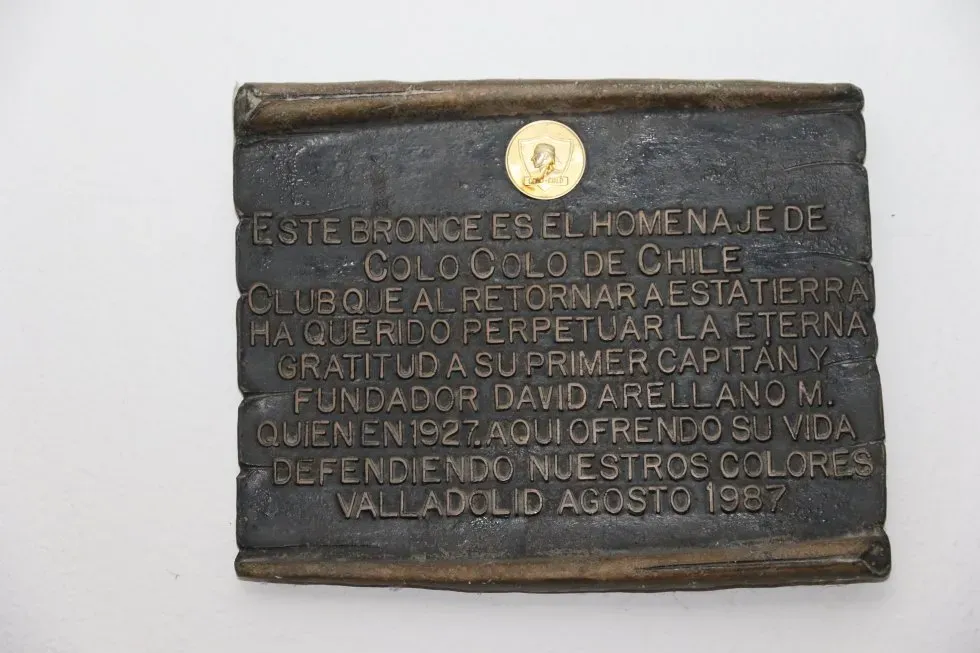 ESTE BRONCE ES EL HOMENAJE DE
COLO COLO DE CHILE
CLUB QUE AL RETORNAR A ESTA TIERRA
HA QUERIDO PERPETUAR LA ETERNA
GRATITUD A SU PRIMER CAPITÁN Y
FUNDADOR DAVID ARELLANO M.
QUIEN EN 1927. AQUI OFRENDO SU VIDA
DEFENDIENDO NUESTROS COLORES
VALLADOLID AGOSTO 1987